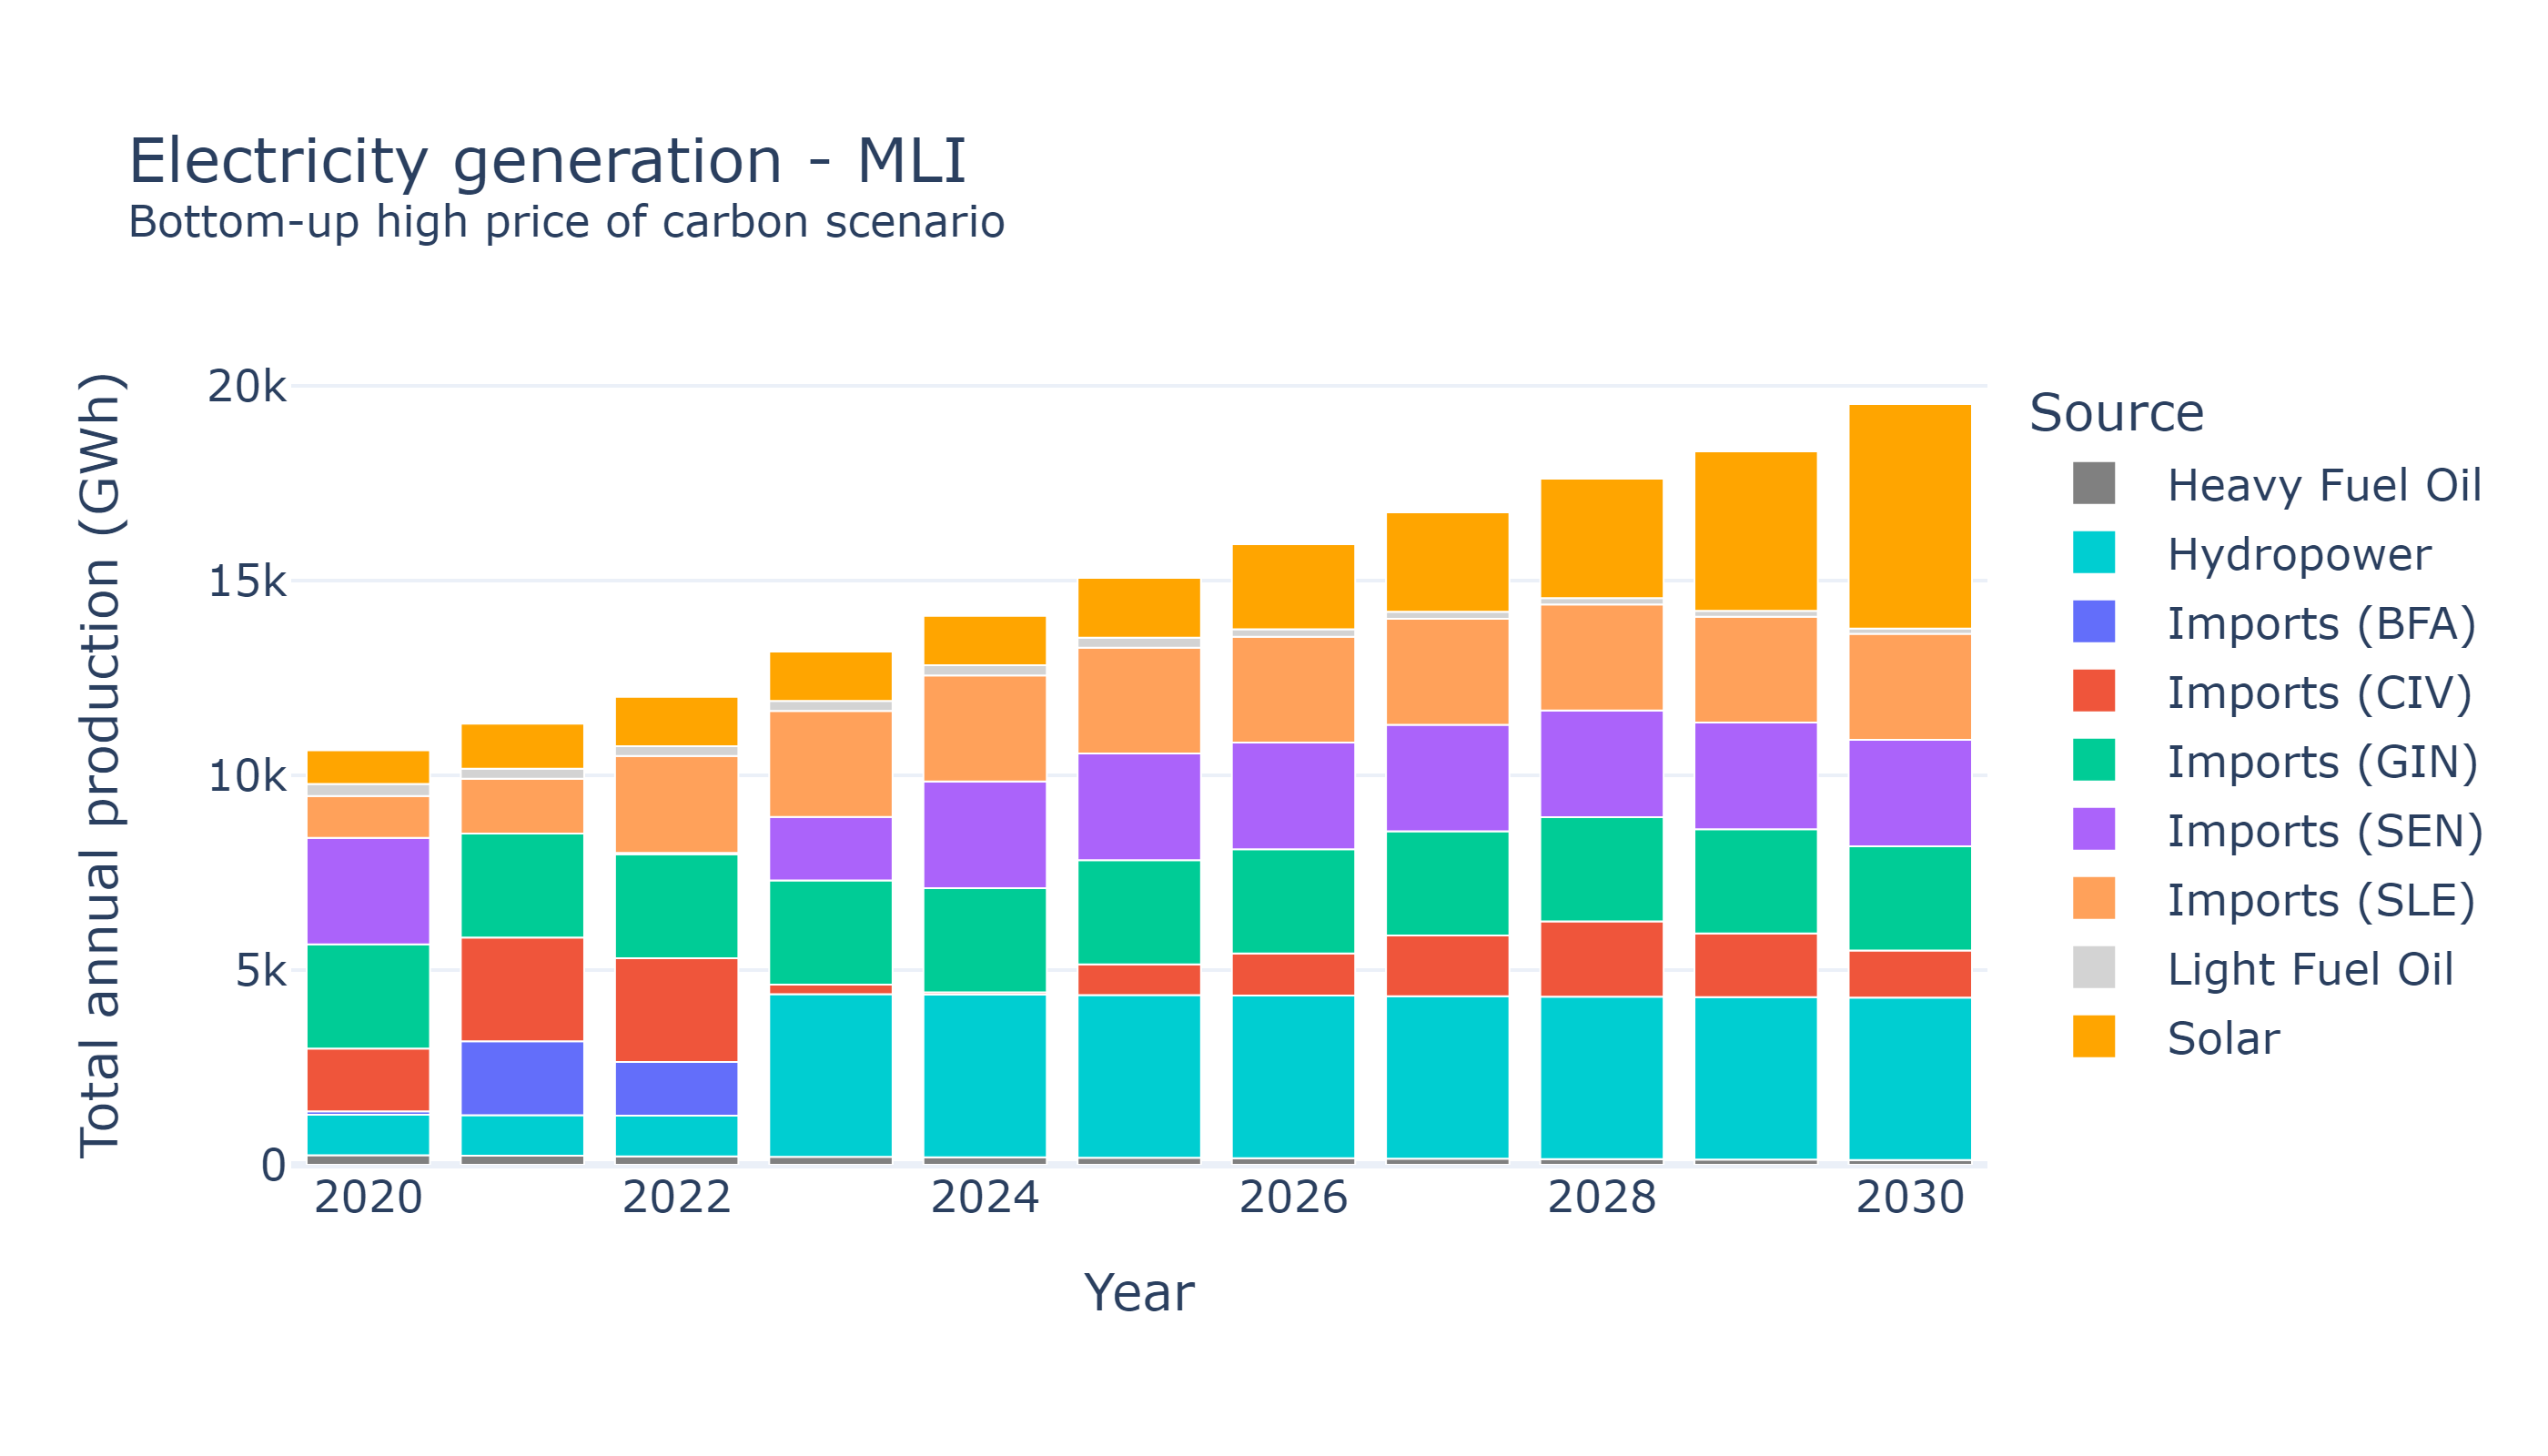 Electricity generation - MLI
Bottom-up high price of carbon scenario
Total annual production (GWh)
20k
15k
10k
5k
0
2020
2022
2024
2026
2028
2030
Year
Source
Heavy Fuel Oil
Hydropower
Imports (BFA)
Imports (CIV)
Imports (GIN)
Imports (SEN)
Imports (SLE)
Light Fuel Oil
Solar